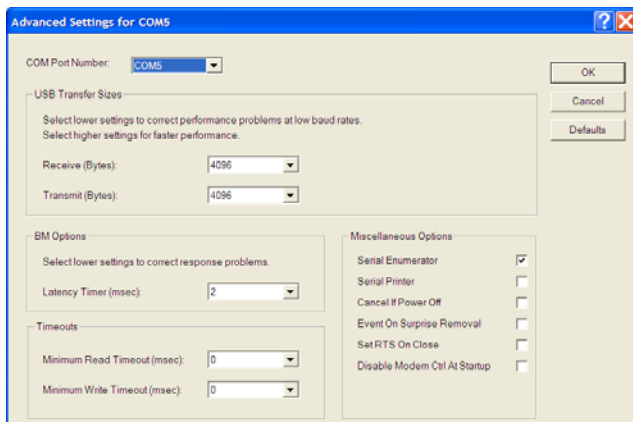 Advanced Settings for COM5
COM Port Number: COM5
OK
Cancel
Defaults
USB Transfer Sizes
Select lower settings to correct performance problems at low baud rates.
Select higher settings for faster performance.
Receive (Bytes): 4096
Transmit (Bytes): 4096
BM Options
Select lower settings to correct response problems.
Latency Timer (msec): 2
Timeouts
Minimum Read Timeout (msec): 0
Minimum Write Timeout (msec): 0
Miscellaneous Options
Serial Enumerator
Serial Printer
Cancel If Power Off
Event On Surprise Removal
Set RTS On Close
Disable Modem Ctrl At Startup